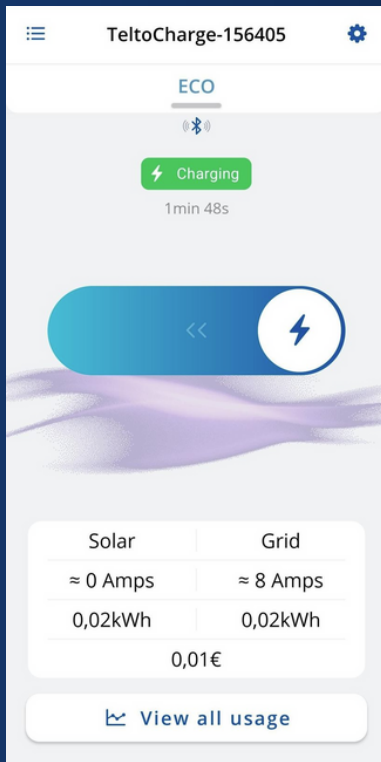 TeltoCharge-156405
ECO
Charging
1min 48s
Solar Grid
≈ 0 Amps ≈ 8 Amps
0,02kWh 0,02kWh
0,01€
View all usage